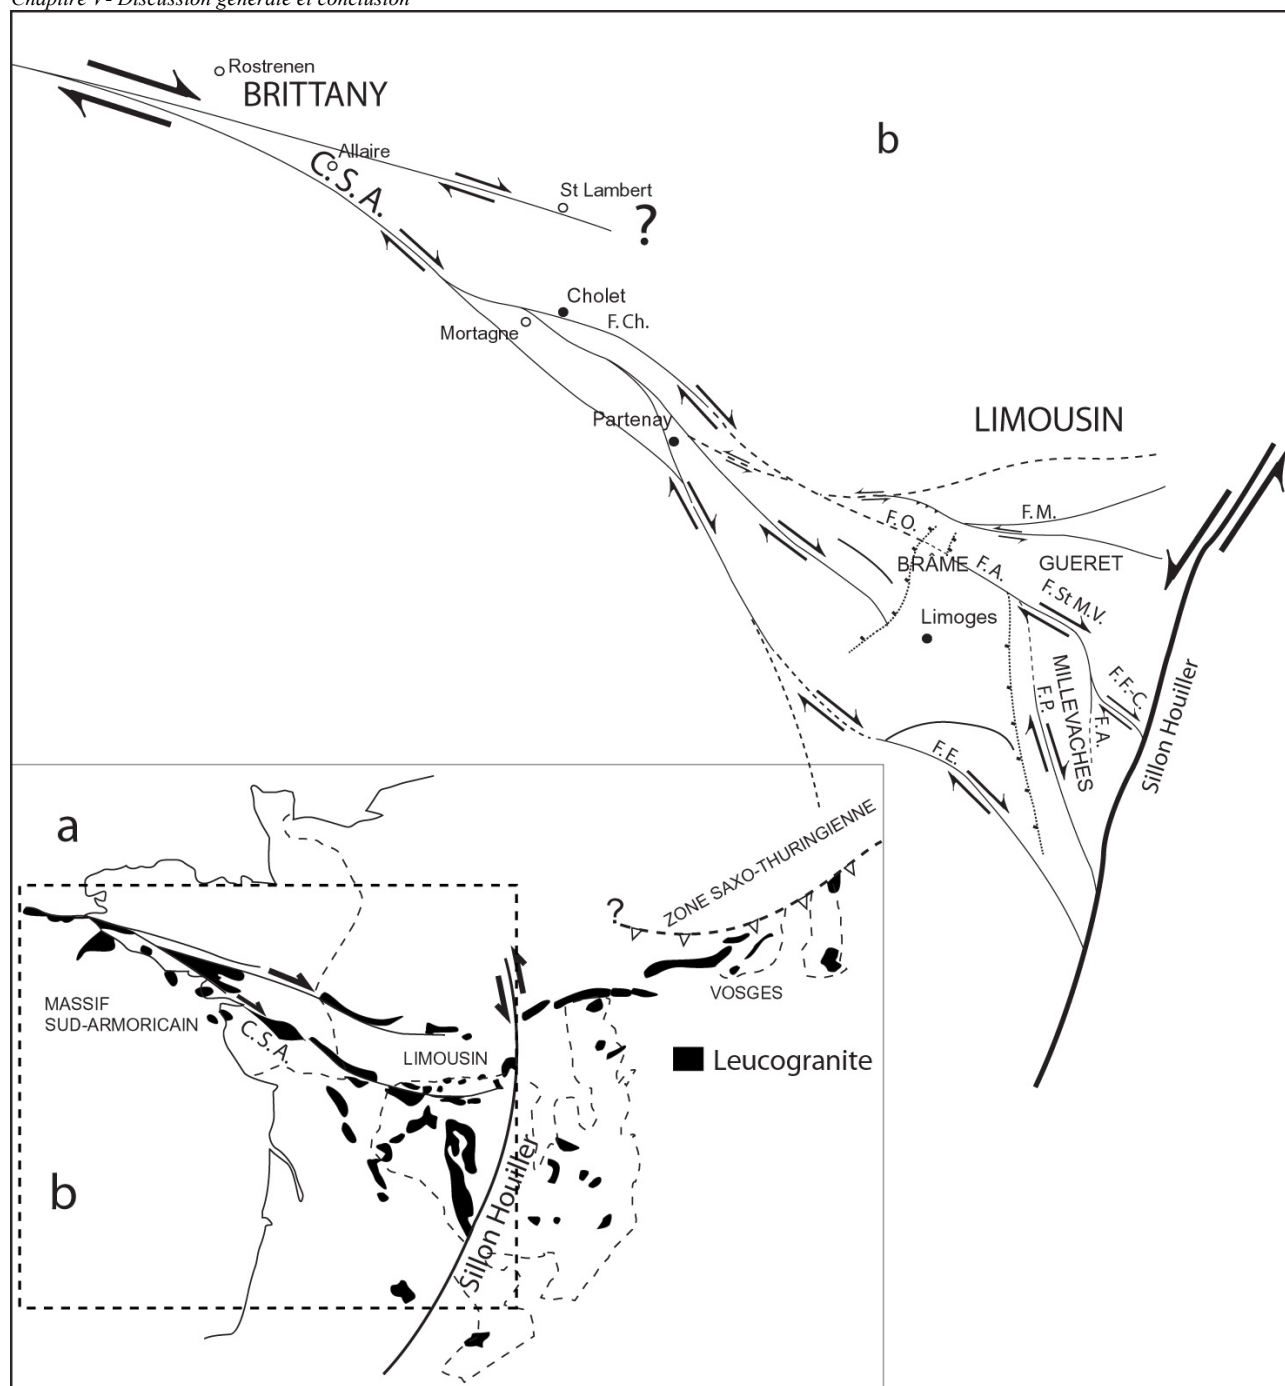 Chapitre V- Discussion générale et conclusion
Rostrenen
BRITTANY
b
Allaire
C. S. A.
St Lambert
?
Cholet
F. Ch.
Mortagne
Partenay
LIMOUSIN
F.M.
F.O.
BRÂME
F.A.
GUERET
F. St M.V.
Limoges
MILLEVACHES
F.P.
F.A.
F.F.-C.
F.E.
Sillon Houiller
a
ZONE SAXO-THURINGIENNE
?
VOSGES
MASSIF
SUD-ARMORICAIN
C.S.A.
LIMOUSIN
Leucogranite
b
Sillon Houiller